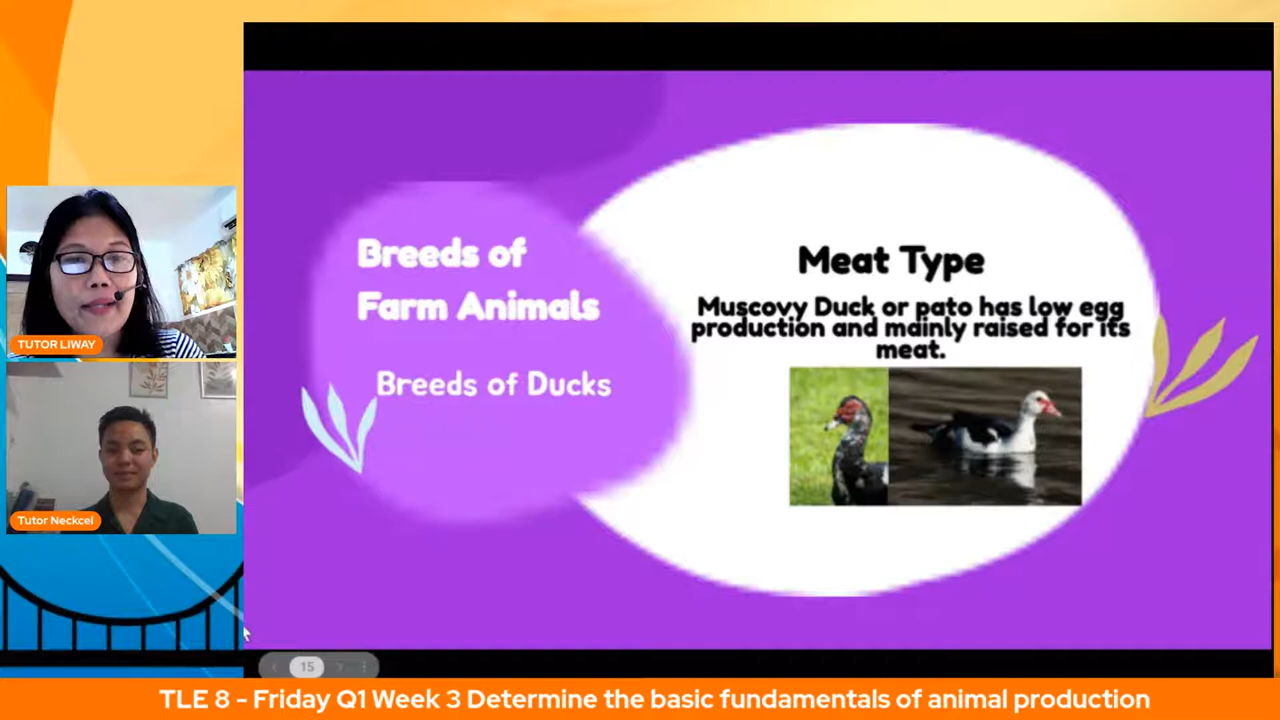 TUTOR LIWAY
Tutor Neckcel
Breeds of
Farm Animals
Breeds of Ducks
Meat Type
Muscovy Duck or pato has low egg
production and mainly raised for its
meat.
15
TLE 8 - Friday Q1 Week 3 Determine the basic fundamentals of animal production